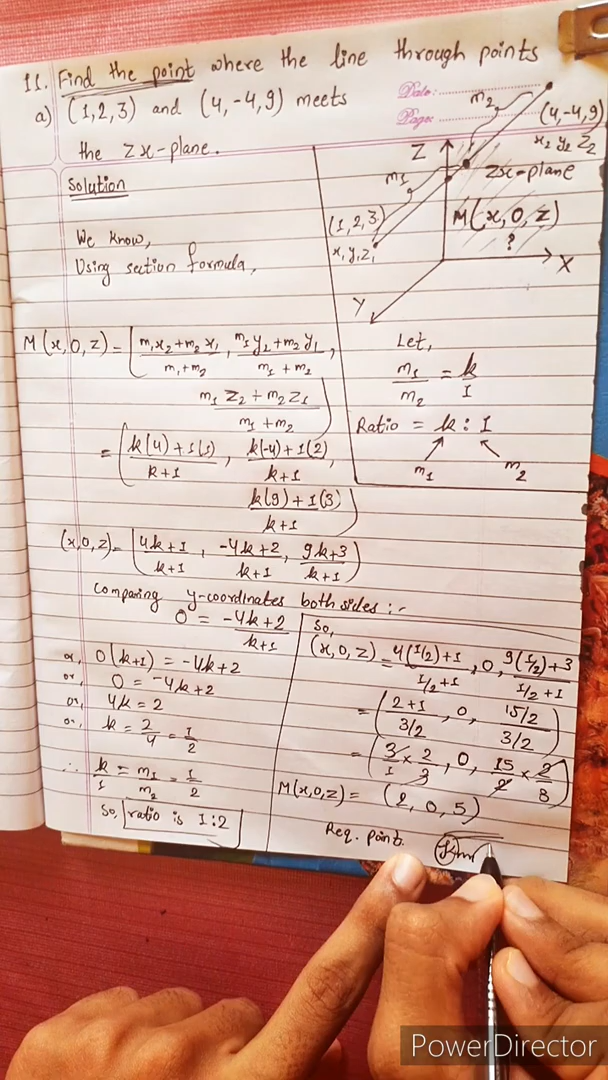 11. Find the point where the line through points
a) (1,2,3) and (4,-4,9) meets
the zx-plane.
Date:
Page:
Solution
We know,
Using section formula,
m₂
(4,-4,9)
x₂ y₂ z₂
Z
zx-plane
m₁
(1,2,3)
x₁ y₁ z₁
M(x,0,z)
?
X
Y
Let,
m₁/m₂ = k/1
Ratio = k : 1
m₁ m₂
M(x,0,z) = (m₁x₂+m₂x₁/m₁+m₂, m₁y₂+m₂y₁/m₁+m₂,
m₁z₂+m₂z₁/m₁+m₂)
= (k(4)+1(1)/k+1, k(-4)+1(2)/k+1,
k(9)+1(3)/k+1)
(x,0,z) = (4k+1/k+1, -4k+2/k+1, 9k+3/k+1)
Comparing y-coordinates both sides :-
0 = -4k+2/k+1
or, 0(k+1) = -4k+2
or, 0 = -4k+2
or, 4k = 2
or, k = 2/4 = 1/2
∴ k/1 = m₁/m₂ = 1/2
So, ratio is 1:2
So,
(x,0,z) = 4(1/2)+1/1/2+1, 0, 9(1/2)+3/1/2+1
= (2+1/3/2, 0, 15/2/3/2)
= (3/1 × 2/3, 0, 15/2 × 2/3)
M(x,0,z) = (2, 0, 5)
Req. point.
PowerDirector